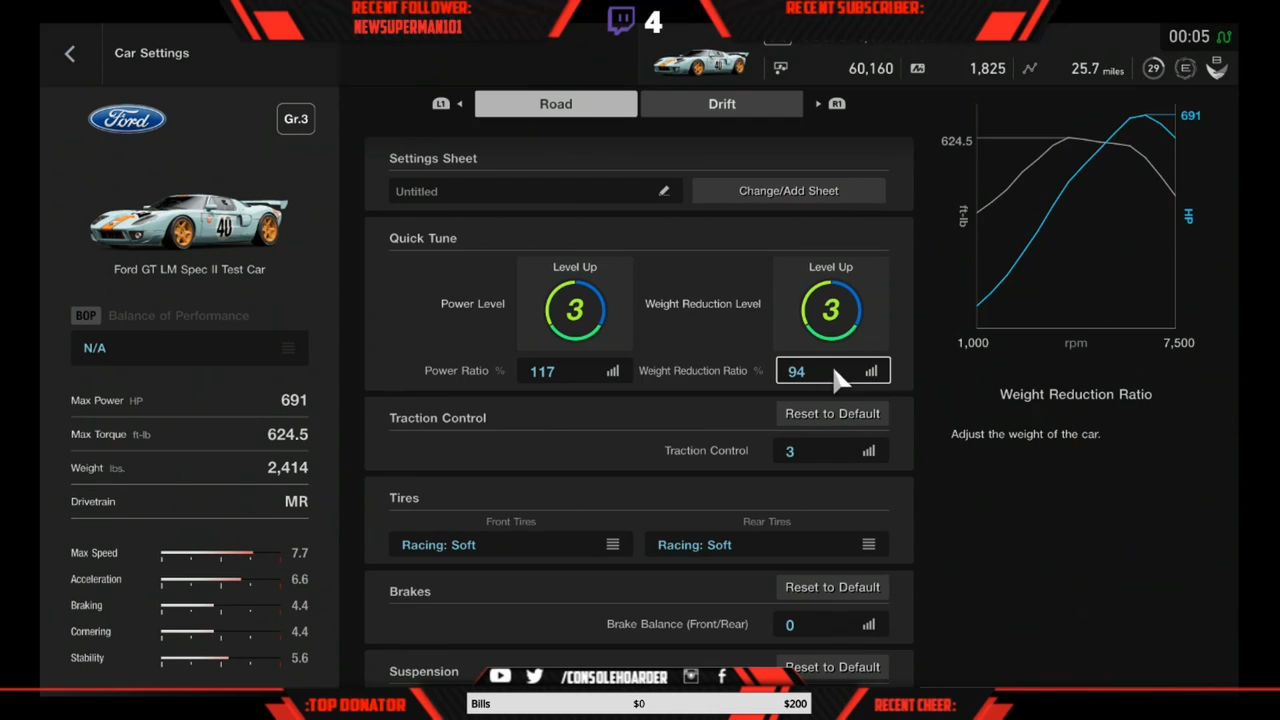 RECENT FOLLOWER:
NEWSUPERMAN101
4
RECENT SUBSCRIBER:
00:05
Car Settings
60,160
1,825
25.7 miles
29
E
Ford
Gr.3
L1
Road
Drift
R1
Settings Sheet
Untitled
Change/Add Sheet
Quick Tune
Level Up
Level Up
Power Level
3
Weight Reduction Level
3
Power Ratio %
117
Weight Reduction Ratio %
94
40
Ford GT LM Spec II Test Car
BOP Balance of Performance
N/A
Max Power HP
691
Max Torque ft-lb
624.5
Weight lbs.
2,414
Drivetrain
MR
Max Speed
7.7
Acceleration
6.6
Braking
4.4
Cornering
4.4
Stability
5.6
Traction Control
Reset to Default
Traction Control
3
Tires
Front Tires
Rear Tires
Racing: Soft
Racing: Soft
Brakes
Reset to Default
Brake Balance (Front/Rear)
0
Suspension
Reset to Default
691
624.5
ft-lb
HP
1,000
rpm
7,500
Weight Reduction Ratio
Adjust the weight of the car.
/CONSOLEHOARDER
:TOP DONATOR
Bills
$0
$200
RECENT CHEER: